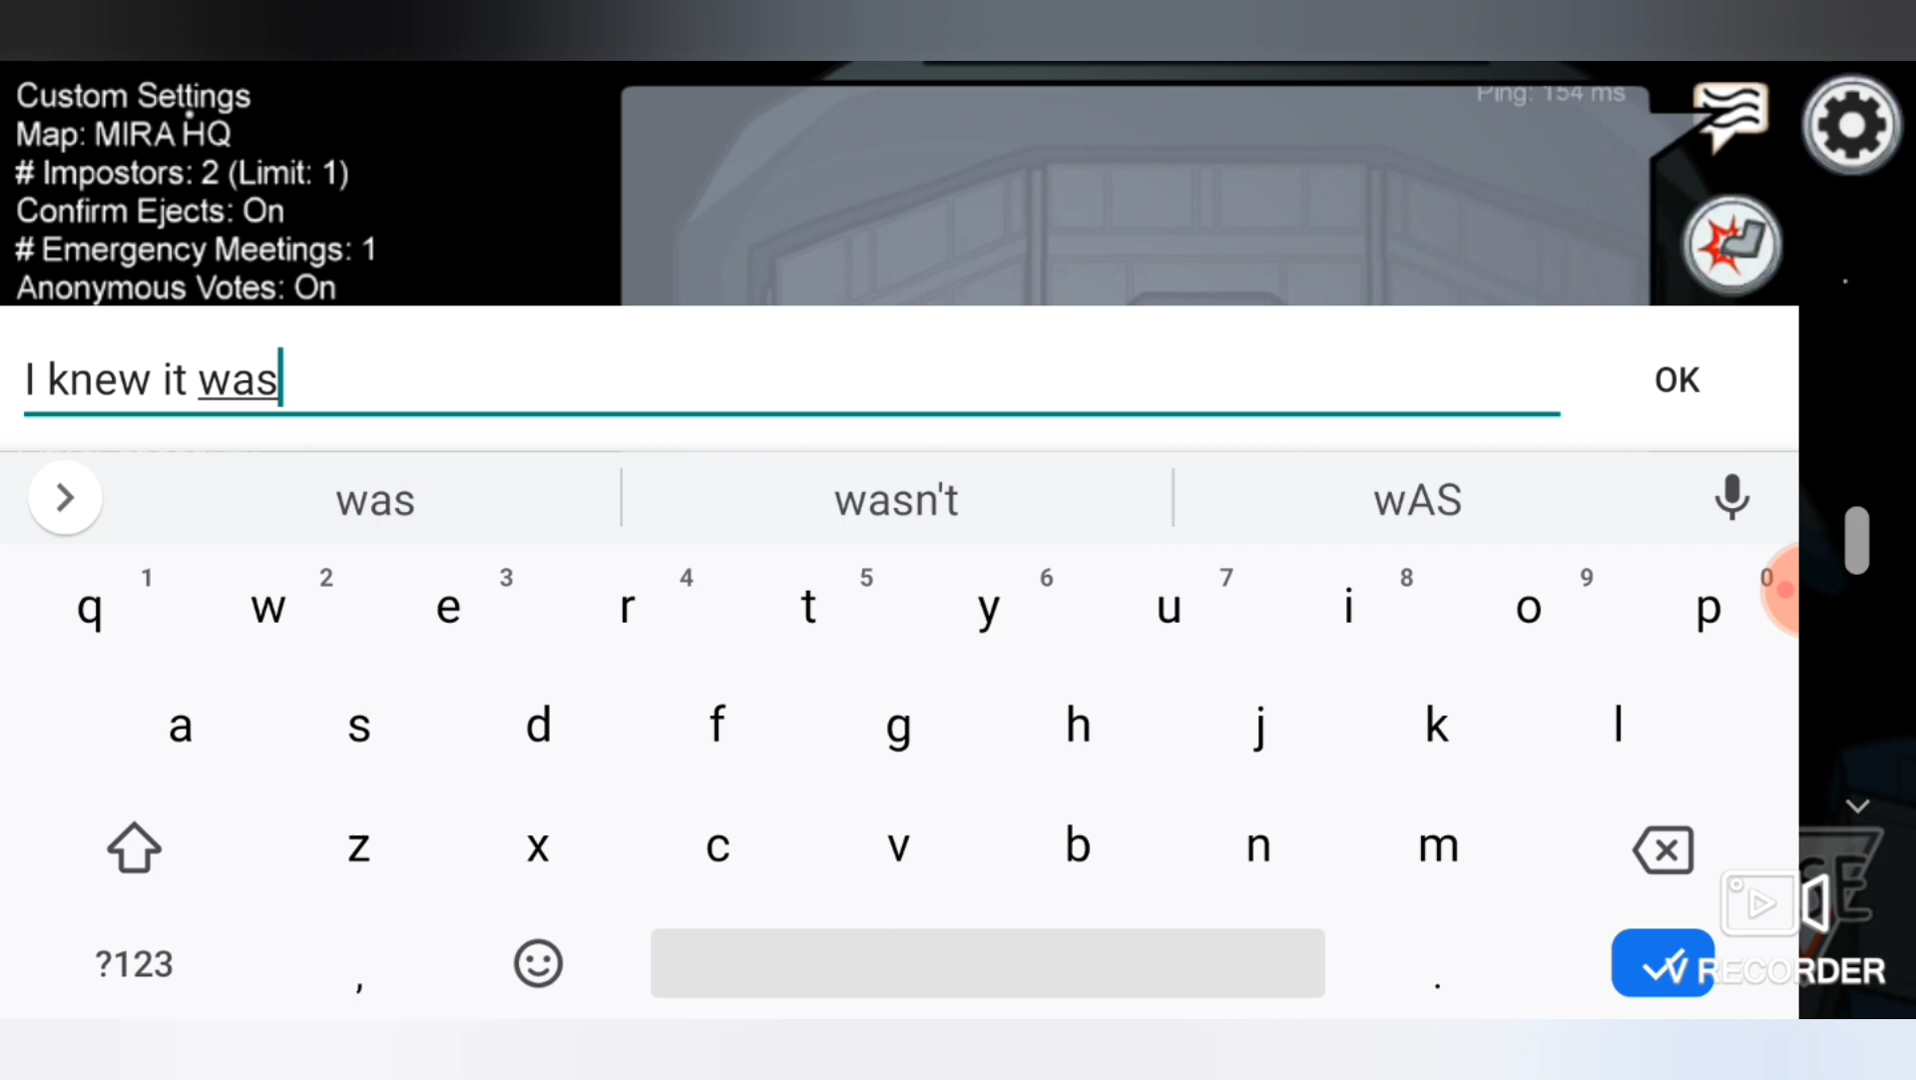 Custom Settings
Map: MIRA HQ
# Impostors: 2 (Limit: 1)
Confirm Ejects: On
# Emergency Meetings: 1
Anonymous Votes: On
Ping: 154 ms
I knew it was
OK
was wasn't wAS
1 2 3 4 5 6 7 8 9 0
q w e r t y u i o p
a s d f g h j k l
z x c v b n m
?123 , .
V RECORDER